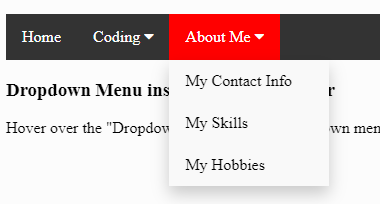 Home Coding About Me
My Contact Info
Dropdown Menu ins r
My Skills
Hover over the "Dropdow own men
My Hobbies